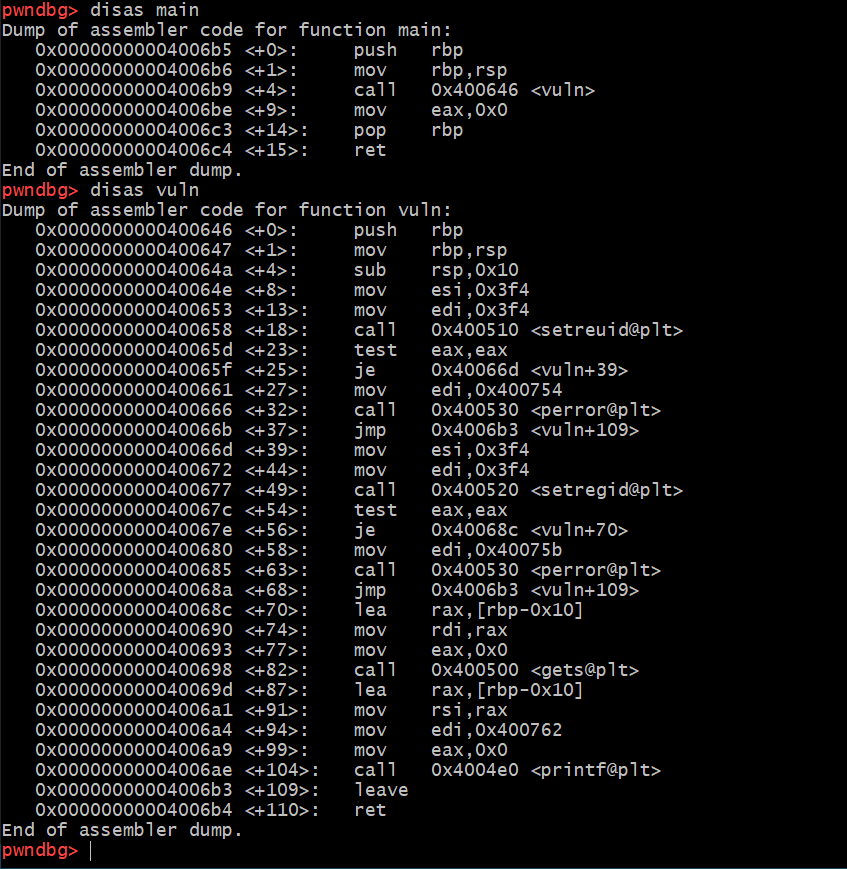 pwndbg> disas main
Dump of assembler code for function main:
   0x00000000004006b5 <+0>:     push   rbp
   0x00000000004006b6 <+1>:     mov    rbp,rsp
   0x00000000004006b9 <+4>:     call   0x400646 <vuln>
   0x00000000004006be <+9>:     mov    eax,0x0
   0x00000000004006c3 <+14>:    pop    rbp
   0x00000000004006c4 <+15>:    ret
End of assembler dump.
pwndbg> disas vuln
Dump of assembler code for function vuln:
   0x0000000000400646 <+0>:     push   rbp
   0x0000000000400647 <+1>:     mov    rbp,rsp
   0x000000000040064a <+4>:     sub    rsp,0x10
   0x000000000040064e <+8>:     mov    esi,0x3f4
   0x0000000000400653 <+13>:    mov    edi,0x3f4
   0x0000000000400658 <+18>:    call   0x400510 <setreuid@plt>
   0x000000000040065d <+23>:    test   eax,eax
   0x000000000040065f <+25>:    je     0x40066d <vuln+39>
   0x0000000000400661 <+27>:    mov    edi,0x400754
   0x0000000000400666 <+32>:    call   0x400530 <perror@plt>
   0x000000000040066b <+37>:    jmp    0x4006b3 <vuln+109>
   0x000000000040066d <+39>:    mov    esi,0x3f4
   0x0000000000400672 <+44>:    mov    edi,0x3f4
   0x0000000000400677 <+49>:    call   0x400520 <setregid@plt>
   0x000000000040067c <+54>:    test   eax,eax
   0x000000000040067e <+56>:    je     0x40068c <vuln+70>
   0x0000000000400680 <+58>:    mov    edi,0x40075b
   0x0000000000400685 <+63>:    call   0x400530 <perror@plt>
   0x000000000040068a <+68>:    jmp    0x4006b3 <vuln+109>
   0x000000000040068c <+70>:    lea    rax,[rbp-0x10]
   0x0000000000400690 <+74>:    mov    rdi,rax
   0x0000000000400693 <+77>:    mov    eax,0x0
   0x0000000000400698 <+82>:    call   0x400500 <gets@plt>
   0x000000000040069d <+87>:    lea    rax,[rbp-0x10]
   0x00000000004006a1 <+91>:    mov    rsi,rax
   0x00000000004006a4 <+94>:    mov    edi,0x400762
   0x00000000004006a9 <+99>:    mov    eax,0x0
   0x00000000004006ae <+104>:   call   0x4004e0 <printf@plt>
   0x00000000004006b3 <+109>:   leave
   0x00000000004006b4 <+110>:   ret
End of assembler dump.
pwndbg>